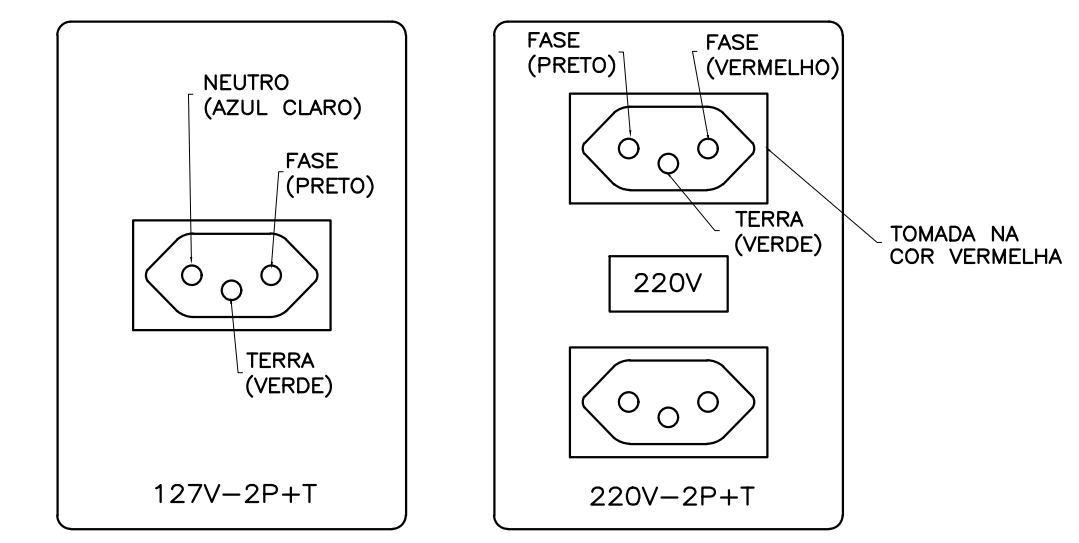 NEUTRO
(AZUL CLARO)
FASE
(PRETO)
TERRA
(VERDE)
127V-2P+T
FASE
(PRETO)
FASE
(VERMELHO)
TERRA
(VERDE)
TOMADA NA
COR VERMELHA
220V
220V-2P+T